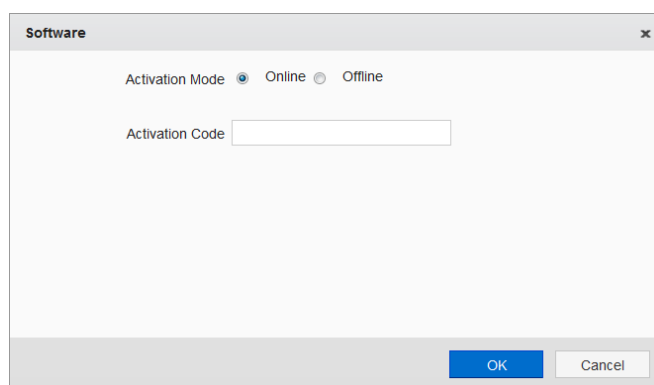 Software
Activation Mode Online Offline
Activation Code
OK Cancel